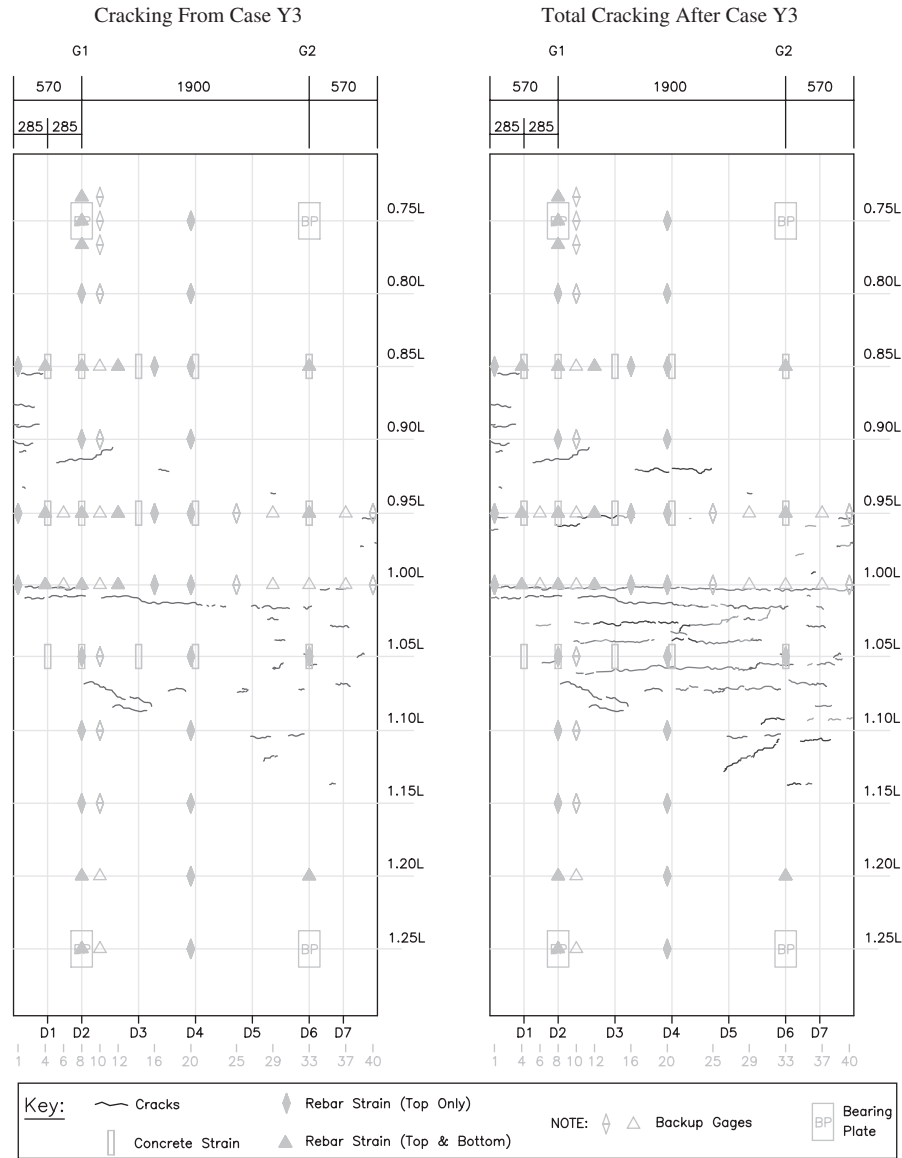 Cracking From Case Y3
Total Cracking After Case Y3
G1 G2
G1 G2
570 1900 570
570 1900 570
285 285
285 285
BP BP 0.75L
BP BP 0.75L
0.80L 0.80L
0.85L 0.85L
0.90L 0.90L
0.95L 0.95L
1.00L 1.00L
1.05L 1.05L
1.10L 1.10L
1.15L 1.15L
1.20L 1.20L
BP BP 1.25L
BP BP 1.25L
D1 D2 D3 D4 D5 D6 D7
D1 D2 D3 D4 D5 D6 D7
1 4 6 8 10 12 16 20 25 29 33 37 40
1 4 6 8 10 12 16 20 25 29 33 37 40
Key:
Cracks
Rebar Strain (Top Only)
Concrete Strain
Rebar Strain (Top & Bottom)
NOTE: Backup Gages
BP Bearing
Plate